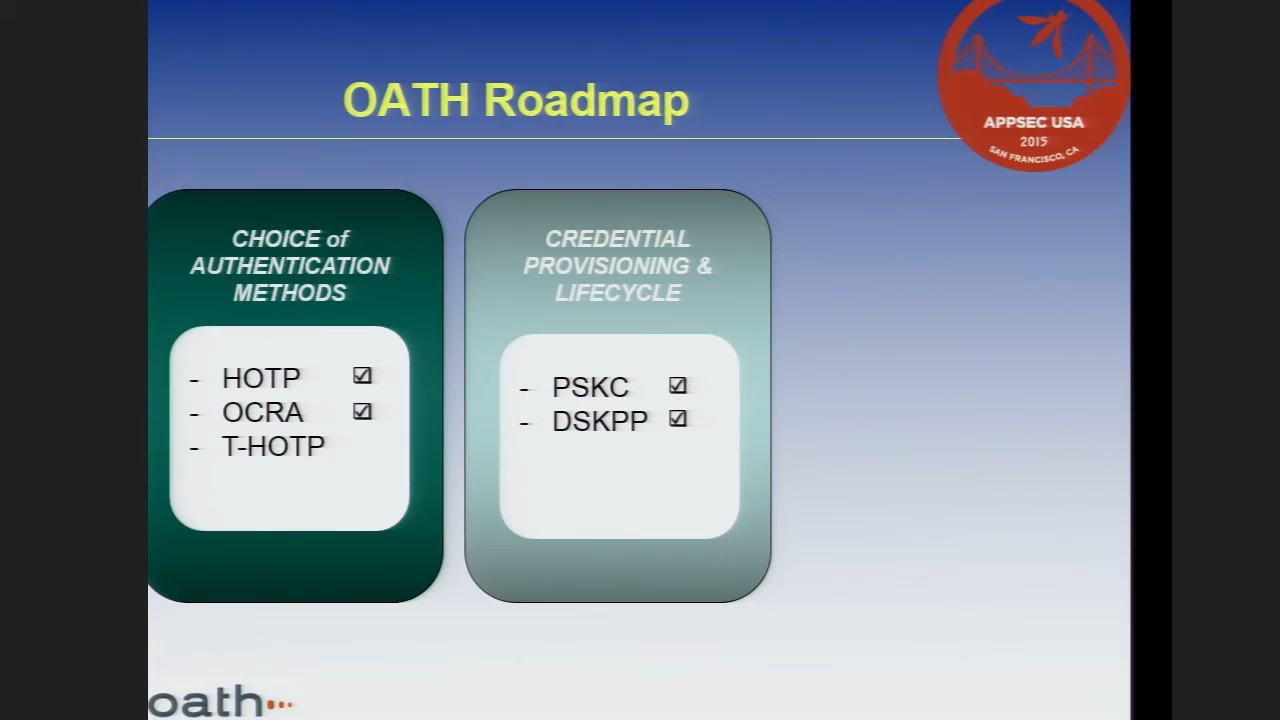 OATH Roadmap
APPSEC USA
2015
SAN FRANCISCO, CA
CHOICE of
AUTHENTICATION
METHODS
- HOTP ☑
- OCRA ☑
- T-HOTP
CREDENTIAL
PROVISIONING &
LIFECYCLE
- PSKC ☑
- DSKPP ☑
oath